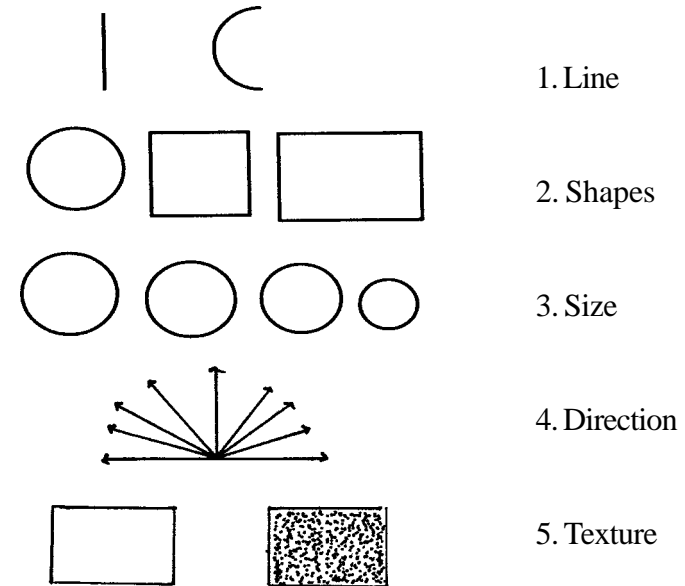 1. Line
2. Shapes
3. Size
4. Direction
5. Texture